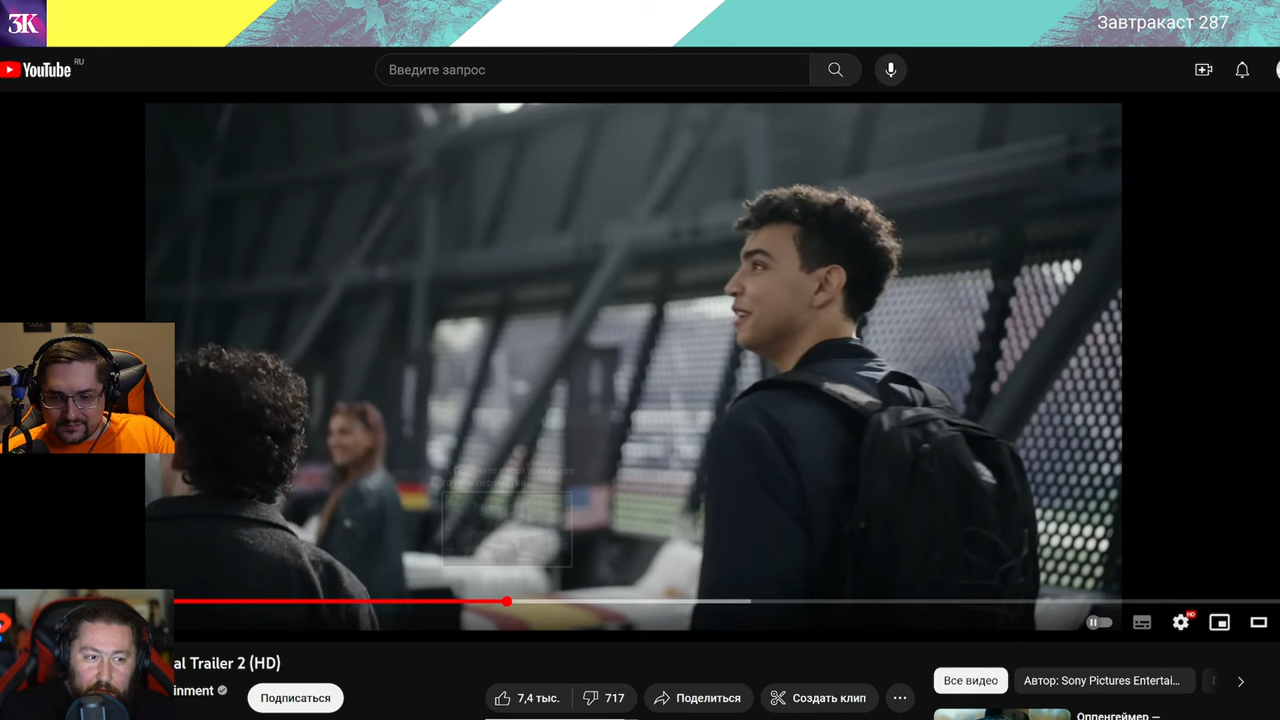 ЗК
Завтракаст 287
YouTube RU
Введите запрос
HD
al Trailer 2 (HD)
inment
Подписаться
7,4 тыс.
717
Поделиться
Создать клип
Все видео
Автор: Sony Pictures Entertai...
Оппенгеймер —